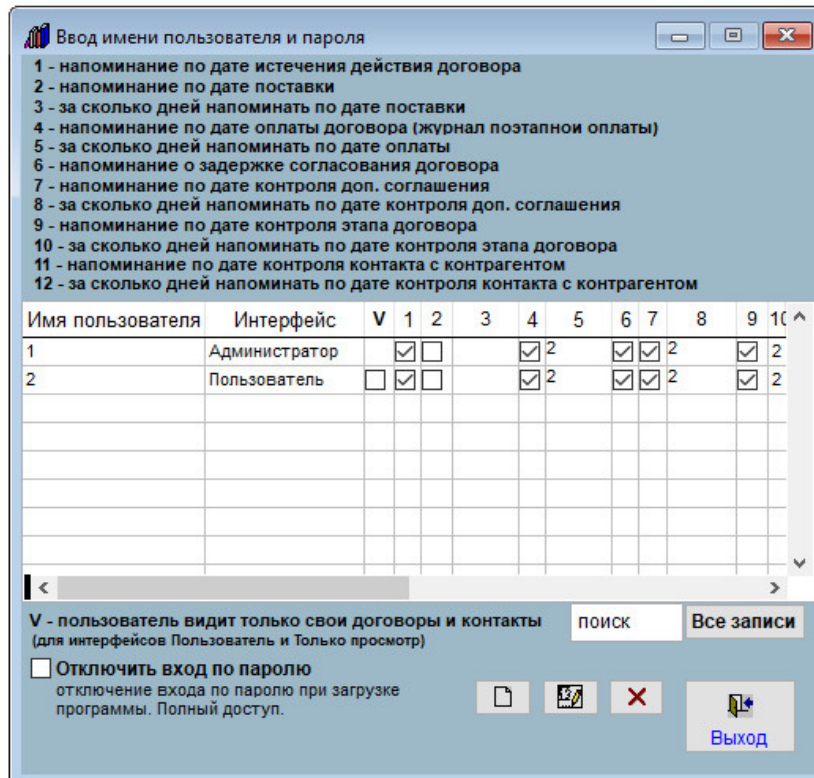 Ввод имени пользователя и пароля
1 - напоминание по дате истечения действия договора
2 - напоминание по дате поставки
3 - за сколько дней напоминать по дате поставки
4 - напоминание по дате оплаты договора (журнал поэтапной оплаты)
5 - за сколько дней напоминать по дате оплаты
6 - напоминание о задержке согласования договора
7 - напоминание по дате контроля доп. соглашения
8 - за сколько дней напоминать по дате контроля доп. соглашения
9 - напоминание по дате контроля этапа договора
10 - за сколько дней напоминать по дате контроля этапа договора
11 - напоминание по дате контроля контакта с контрагентом
12 - за сколько дней напоминать по дате контроля контакта с контрагентом
Имя пользователя Интерфейс V 1 2 3 4 5 6 7 8 9 10
1 Администратор 2 2 2
2 Пользователь 2 2 2
V - пользователь видит только свои договоры и контакты поиск Все записи
(для интерфейсов Пользователь и Только просмотр)
Отключить вход по паролю
отключение входа по паролю при загрузке
программы. Полный доступ.
Выход